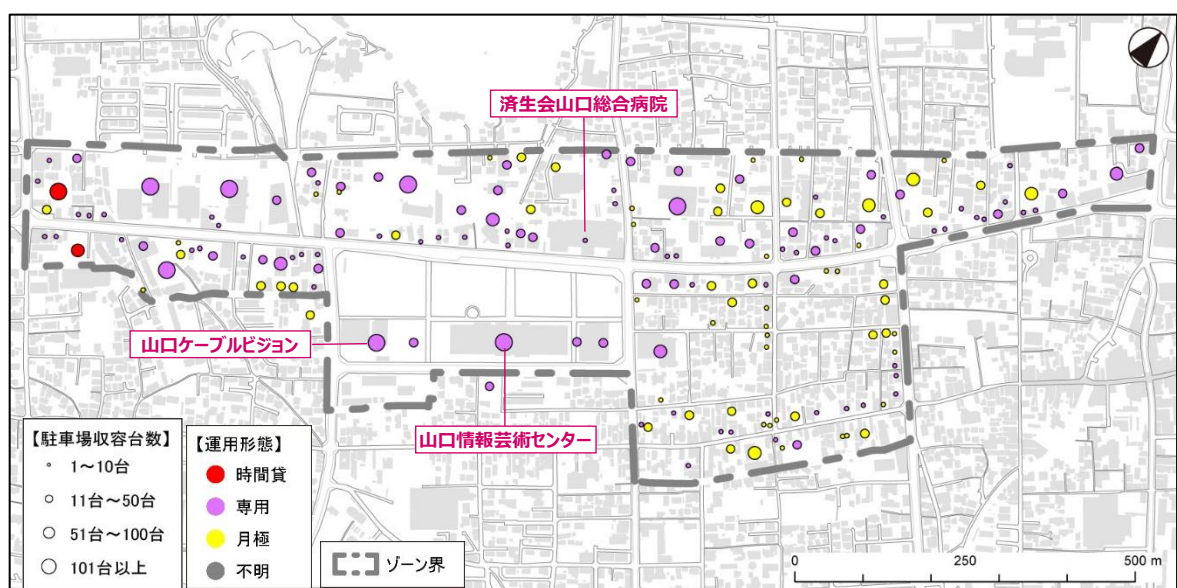 済生会山口総合病院
山口ケーブルビジョン
山口情報芸術センター
【駐車場収容台数】
1～10台
11台～50台
51台～100台
101台以上
【運用形態】
時間貸
専用
月極
不明
ゾーン界
0 250 500 m